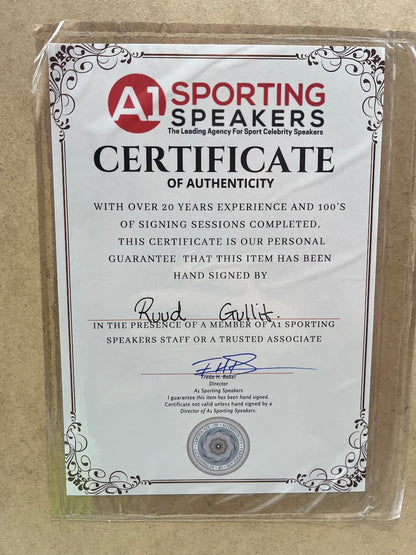 A1 SPORTING
SPEAKERS
The Leading Agency For Sport Celebrity Speakers
CERTIFICATE
OF AUTHENTICITY
WITH OVER 20 YEARS EXPERIENCE AND 100'S
OF SIGNING SESSIONS COMPLETED,
THIS CERTIFICATE IS OUR PERSONAL
GUARANTEE THAT THIS ITEM HAS BEEN
HAND SIGNED BY
Ruud Gullit.
IN THE PRESENCE OF A MEMBER OF A1 SPORTING
SPEAKERS STAFF OR A TRUSTED ASSOCIATE
Freda H. Baker
Director
A1 Sporting Speakers
I guarantee this item has been hand signed.
Certificate not valid unless hand signed by a
Director of A1 Sporting Speakers.